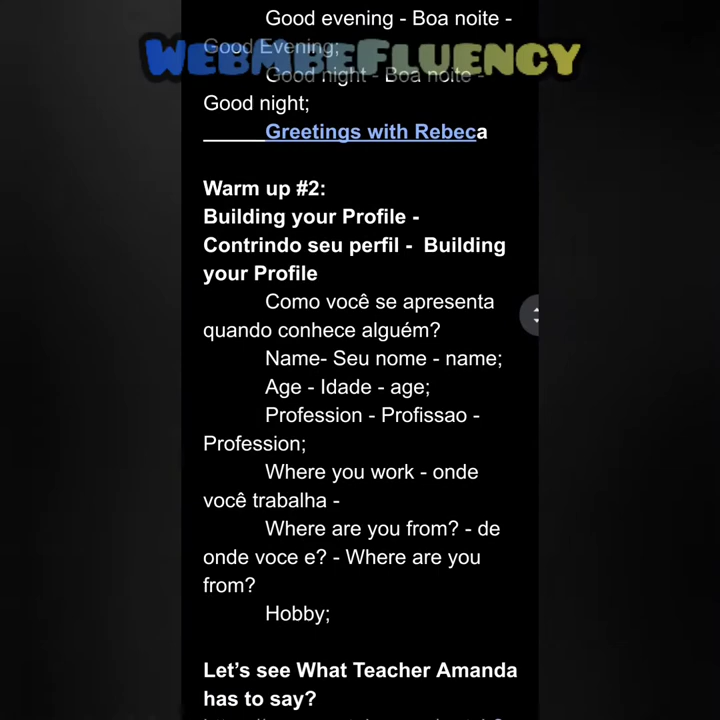 Good evening - Boa noite -
WebMbeFluency
Good Evening;
Good night - Boa noite -
Good night;
______Greetings with Rebeca
Warm up #2:
Building your Profile -
Contrindo seu perfil - Building
your Profile
Como você se apresenta
quando conhece alguém?
Name- Seu nome - name;
Age - Idade - age;
Profession - Profissao -
Profession;
Where you work - onde
você trabalha -
Where are you from? - de
onde voce e? - Where are you
from?
Hobby;
Let’s see What Teacher Amanda
has to say?